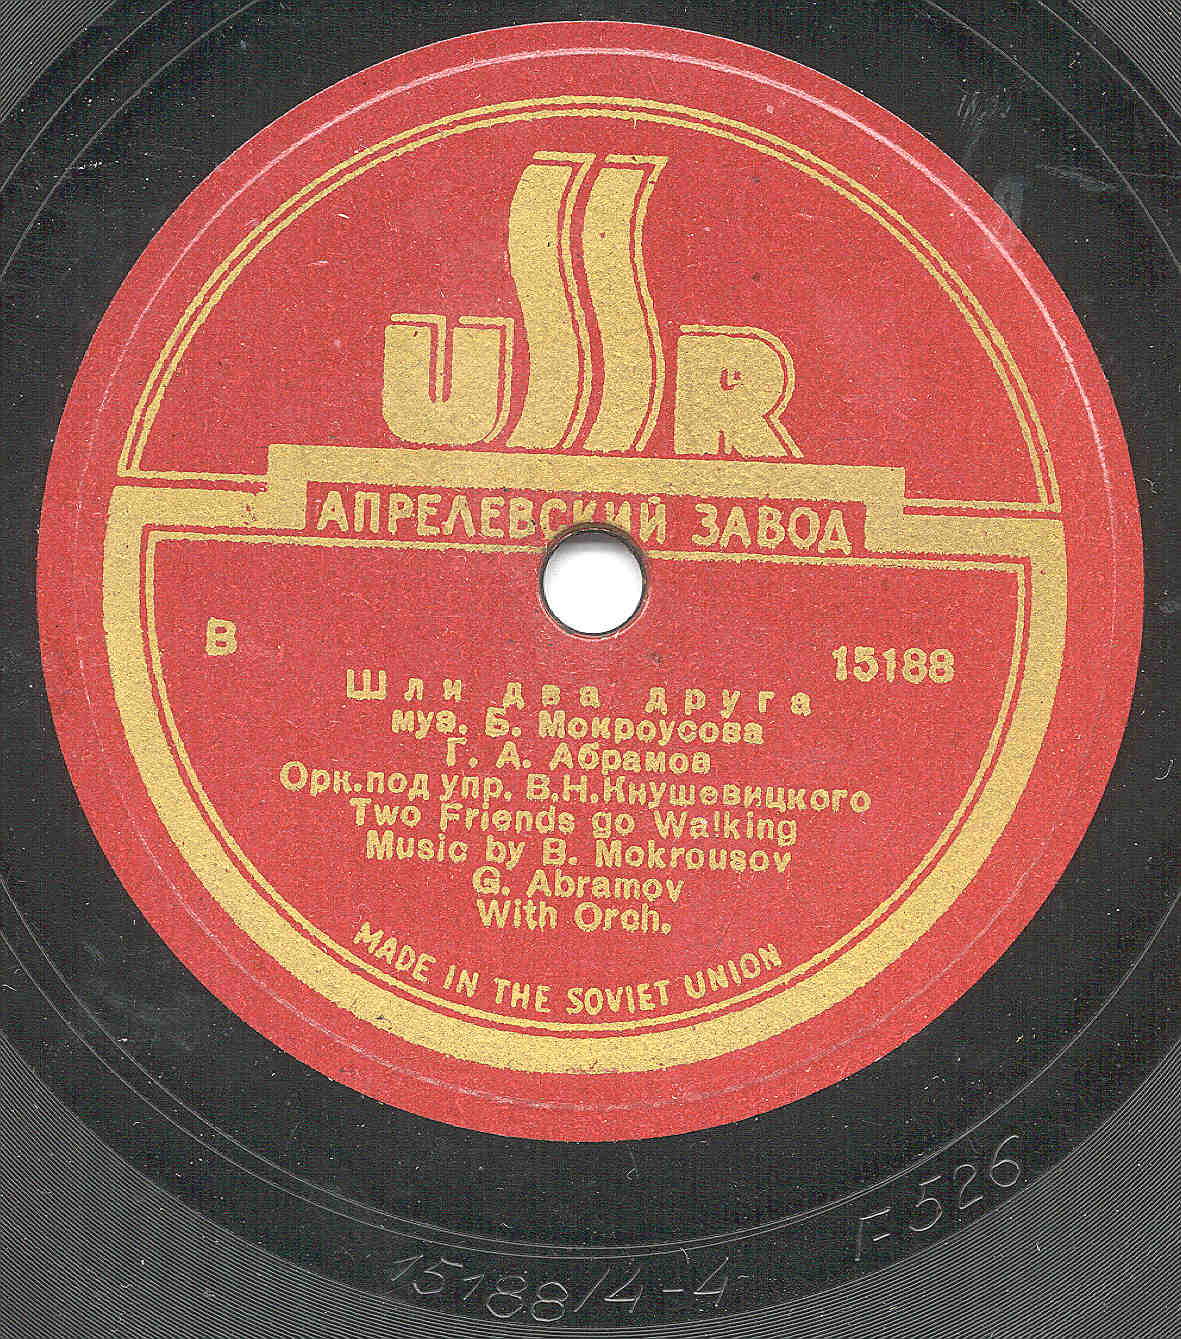 USSR
АПРЕЛЕВСКИЙ ЗАВОД
В 15188
Шли два друга
муз. Б. Мокроусова
Г. А. Абрамов
Орк.под упр. В.Н.Кнушевицкого
Two Friends go Walking
Music by B. Mokrousov
G. Abramov
With Orch.
MADE IN THE SOVIET UNION
15188/4-4
F-526